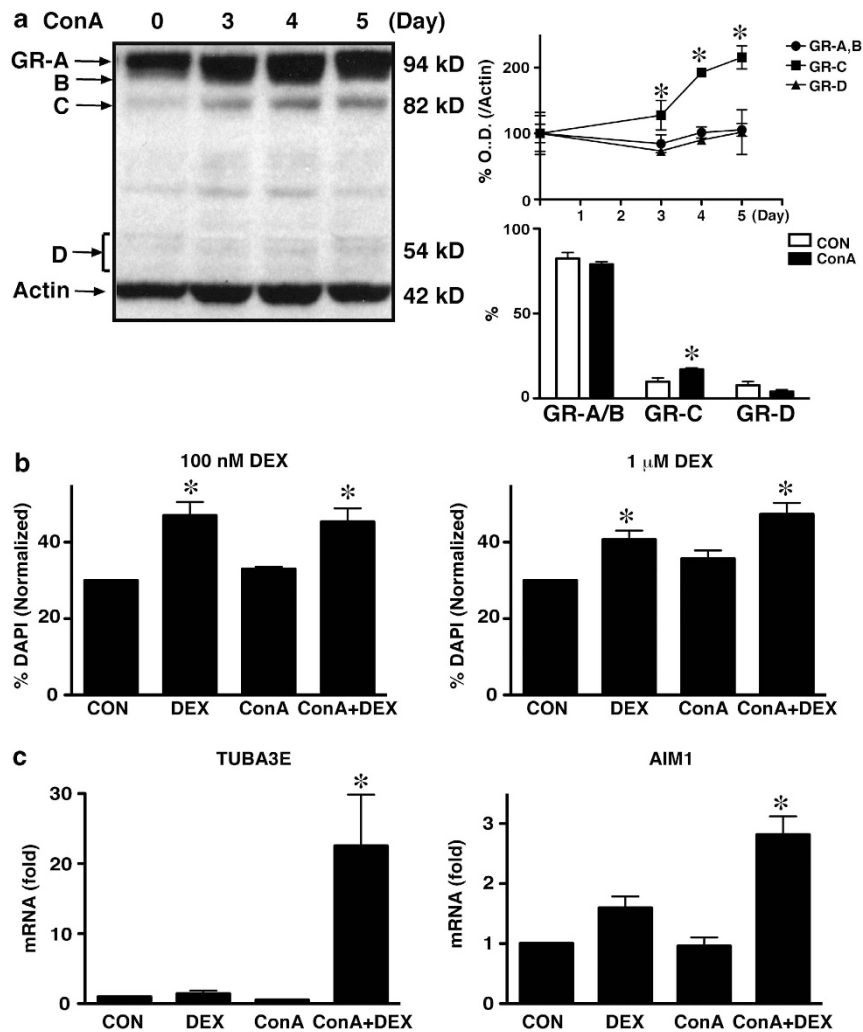 a ConA 0 3 4 5 (Day)
GR-A
B
C
D
Actin
94 kD
82 kD
54 kD
42 kD
% O..D. (/Actin)
200
100
0
1 2 3 4 5 (Day)
* * *
GR-A,B
GR-C
GR-D
%
100
50
0
*
GR-A/B GR-C GR-D
CON
ConA
b
100 nM DEX
% DAPI (Normalized)
40
20
0
* *
CON DEX ConA ConA+DEX
1 μM DEX
% DAPI (Normalized)
40
20
0
* *
CON DEX ConA ConA+DEX
c
TUBA3E
mRNA (fold)
30
20
10
0
*
CON DEX ConA ConA+DEX
AIM1
mRNA (fold)
3
2
1
0
*
CON DEX ConA ConA+DEX